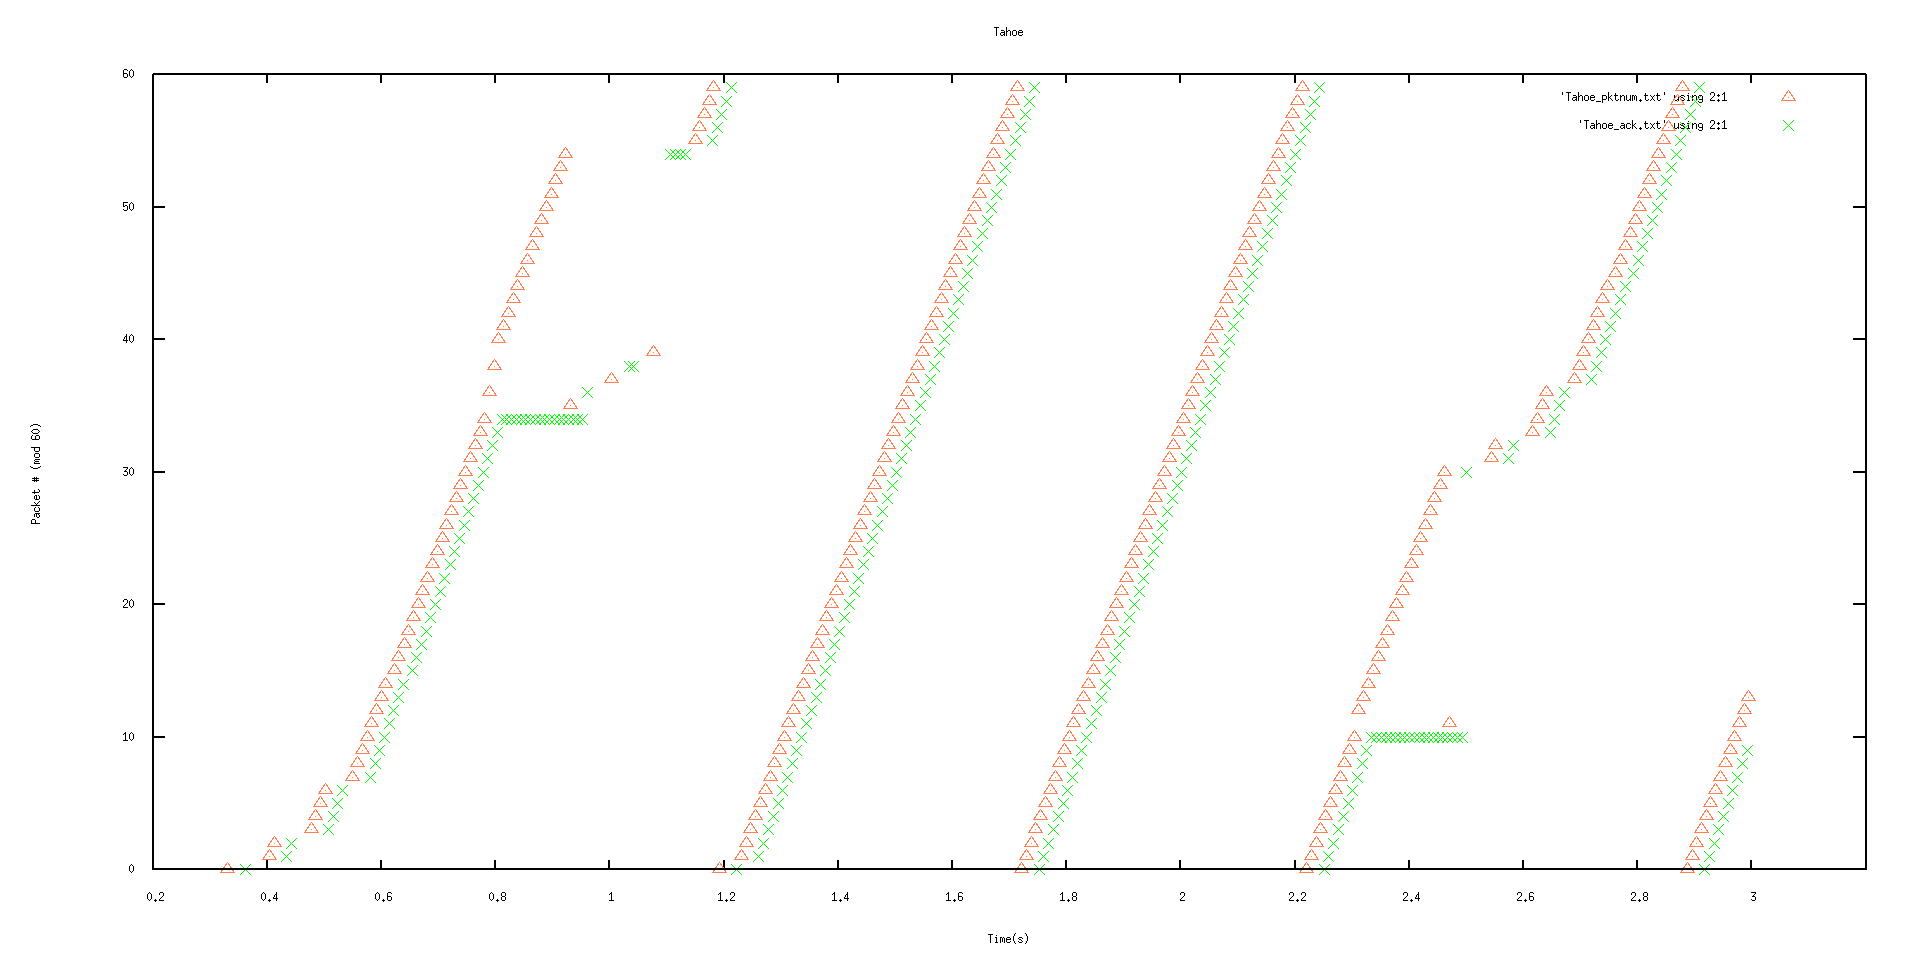 Tahoe
60
50
40
30
20
10
0
Packet # (mod 60)
'Tahoe_pktnum.txt' using 2:1
'Tahoe_ack.txt' using 2:1
0.2 0.4 0.6 0.8 1 1.2 1.4 1.6 1.8 2 2.2 2.4 2.6 2.8 3
Time(s)